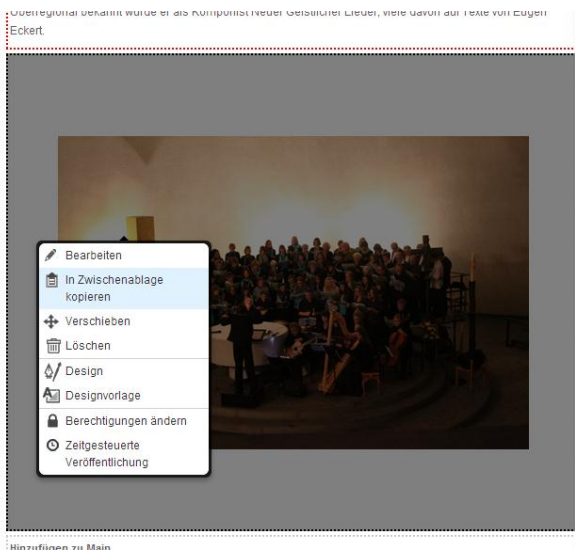 Überregional bekannt wurde er als Komponist Neuer Geistlicher Lieder, viele davon auf Texte von Eugen
Eckert.
Bearbeiten
In Zwischenablage
kopieren
Verschieben
Löschen
Design
Designvorlage
Berechtigungen ändern
Zeitgesteuerte
Veröffentlichung
Hinzufügen zu Main